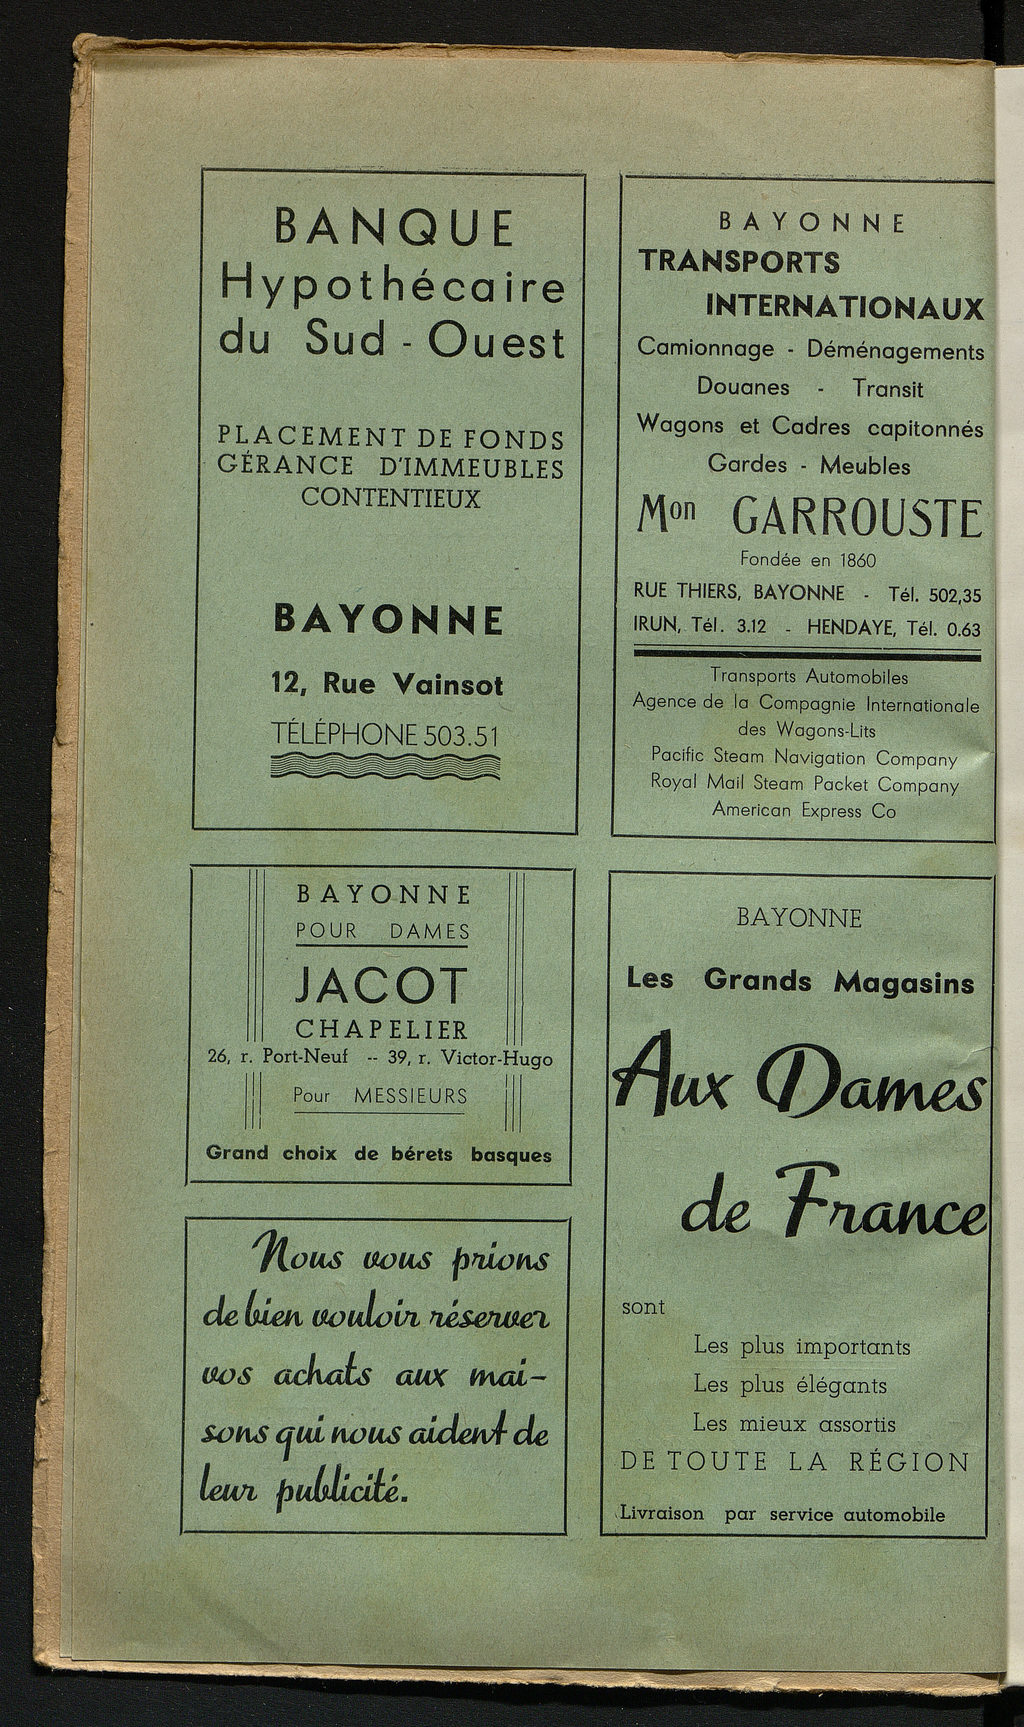 BANQUE
Hypothécaire
du Sud - Ouest
PLACEMENT DE FONDS
GÉRANCE D'IMMEUBLES
CONTENTIEUX
BAYONNE
12, Rue Vainsot
TÉLÉPHONE 503.51
BAYONNE
TRANSPORTS
INTERNATIONAUX
Camionnage - Déménagements
Douanes - Transit
Wagons et Cadres capitonnés
Gardes - Meubles
Mon GARROUSTE
Fondée en 1860
RUE THIERS, BAYONNE - Tél. 502,35
IRUN, Tél. 3.12 - HENDAYE, Tél. 0.63
Transports Automobiles
Agence de la Compagnie Internationale
des Wagons-Lits
Pacific Steam Navigation Company
Royal Mail Steam Packet Company
American Express Co
BAYONNE
POUR DAMES
JACOT
CHAPELIER
26, r. Port-Neuf -- 39, r. Victor-Hugo
Pour MESSIEURS
Grand choix de bérets basques
Nous vous prions
de bien vouloir réserver
vos achats aux mai-
sons qui nous aident de
leur publicité.
BAYONNE
Les Grands Magasins
Aux Dames
de France
sont
Les plus importants
Les plus élégants
Les mieux assortis
DE TOUTE LA RÉGION
Livraison par service automobile